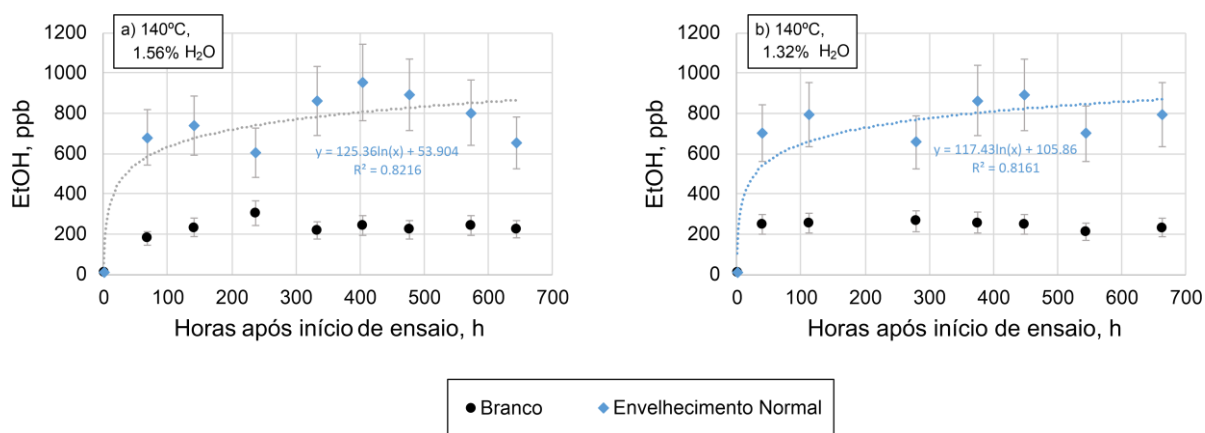 a) 140ºC,
1.56% H₂O
EtOH, ppb
1200
1000
800
600
400
200
0
y = 125.36ln(x) + 53.904
R² = 0.8216
0 100 200 300 400 500 600 700
Horas após início de ensaio, h
b) 140ºC,
1.32% H₂O
EtOH, ppb
1200
1000
800
600
400
200
0
y = 117.43ln(x) + 105.86
R² = 0.8161
0 100 200 300 400 500 600 700
Horas após início de ensaio, h
Branco Envelhecimento Normal